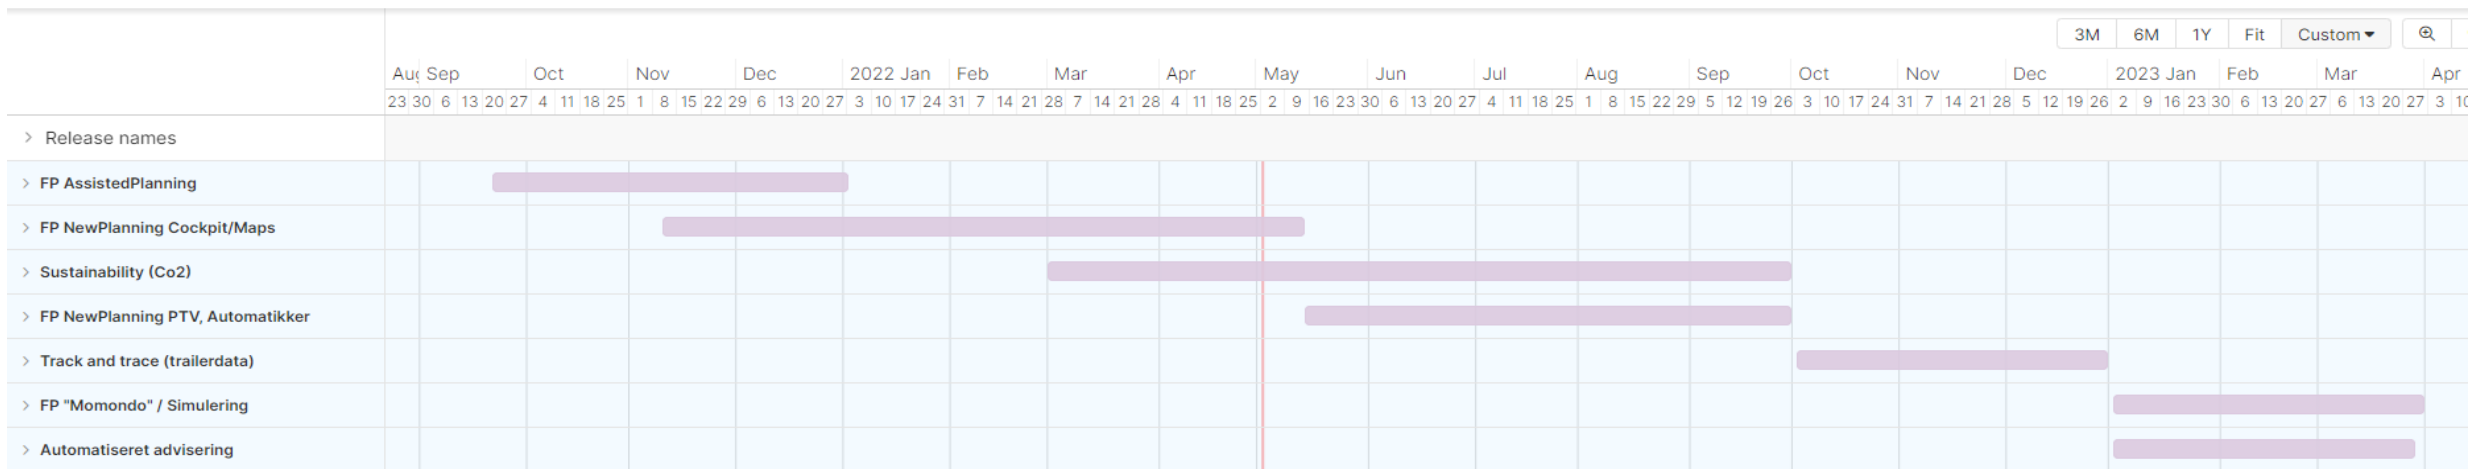 3M 6M 1Y Fit Custom
Aug Sep Oct Nov Dec 2022 Jan Feb Mar Apr May Jun Jul Aug Sep Oct Nov Dec 2023 Jan Feb Mar Apr
23 30 6 13 20 27 4 11 18 25 1 8 15 22 29 6 13 20 27 3 10 17 24 31 7 14 21 28 7 14 21 28 4 11 18 25 2 9 16 23 30 6 13 20 27 4 11 18 25 1 8 15 22 29 5 12 19 26 3 10 17 24 31 7 14 21 28 5 12 19 26 2 9 16 23 30 6 13 20 27 6 13 20 27 3 10
Release names
FP AssistedPlanning
FP NewPlanning Cockpit/Maps
Sustainability (Co2)
FP NewPlanning PTV, Automatikker
Track and trace (trailerdata)
FP "Momondo" / Simulering
Automatiseret advisering